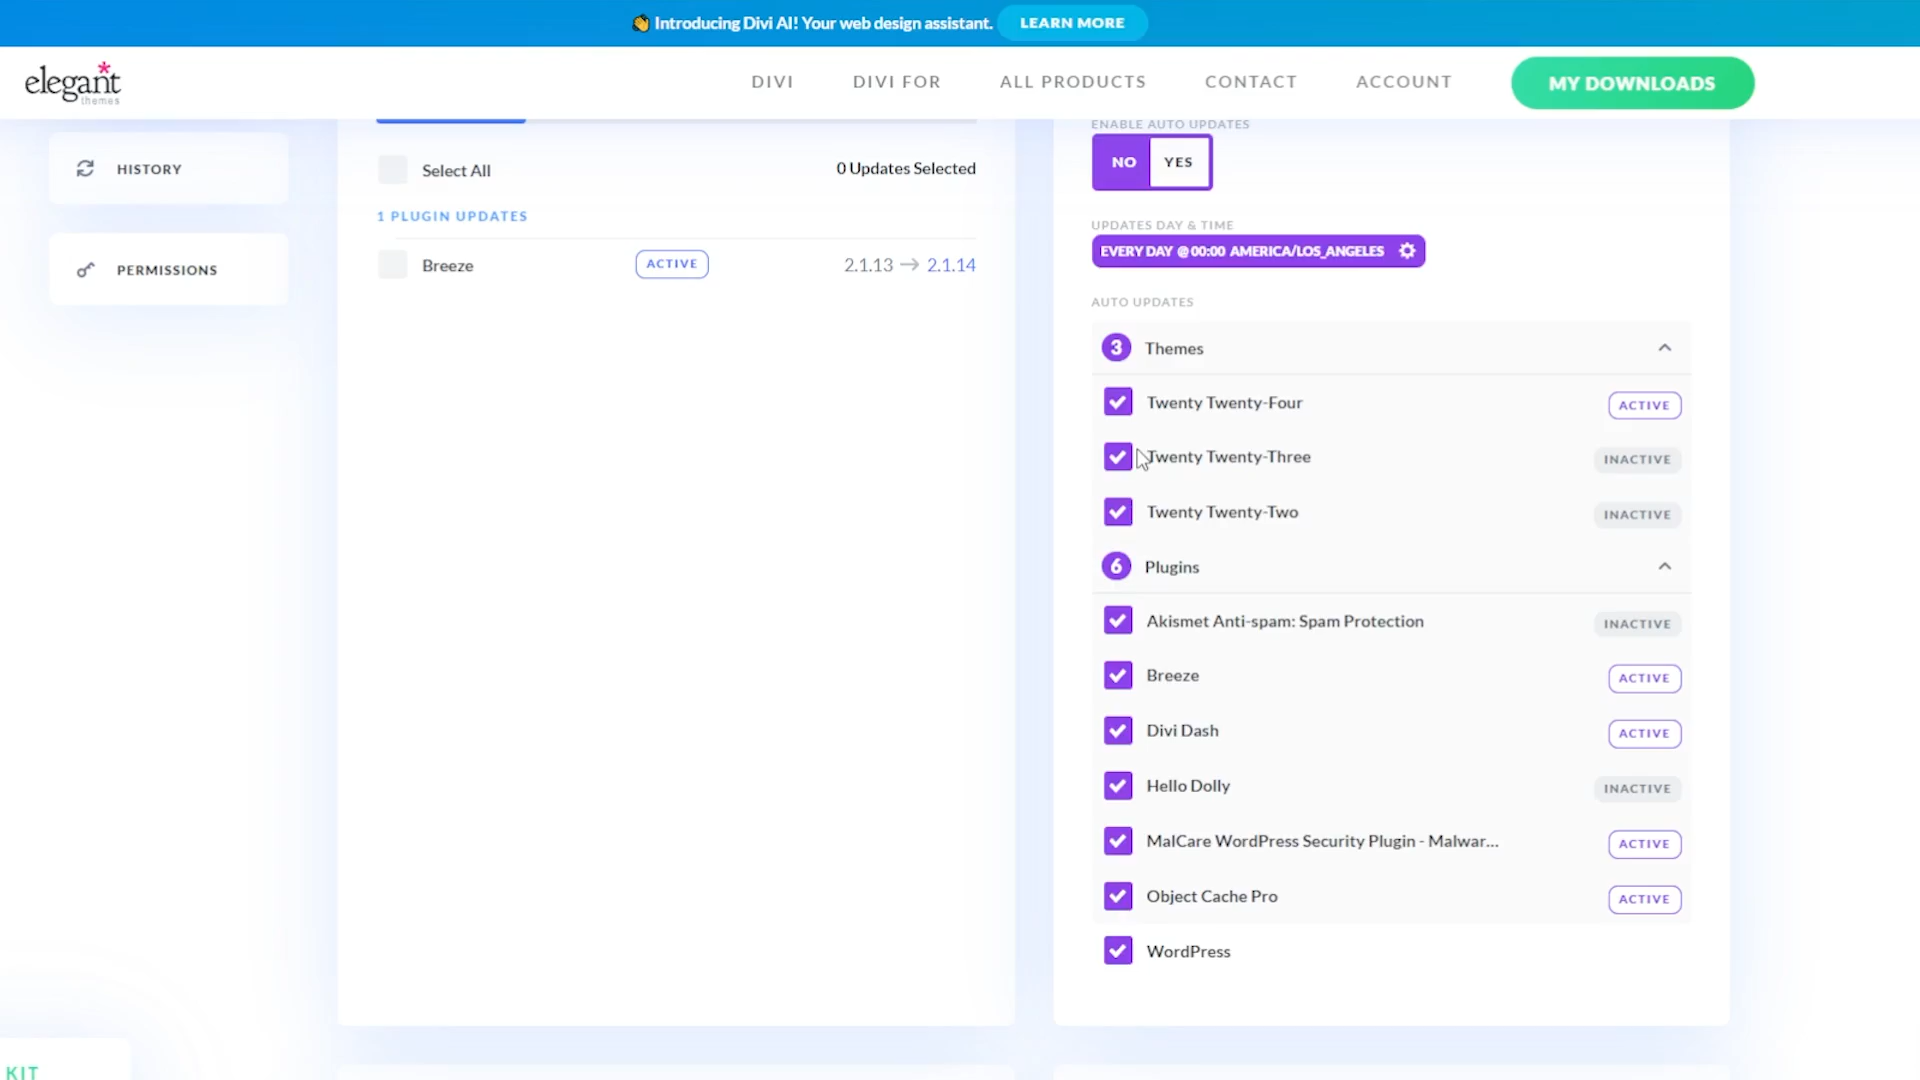 👋 Introducing Divi AI! Your web design assistant. LEARN MORE
elegant themes
DIVI
DIVI FOR
ALL PRODUCTS
CONTACT
ACCOUNT
MY DOWNLOADS
HISTORY
PERMISSIONS
Select All
0 Updates Selected
1 PLUGIN UPDATES
Breeze ACTIVE 2.1.13 → 2.1.14
ENABLE AUTO UPDATES
NO YES
UPDATES DAY & TIME
EVERY DAY @ 00:00 AMERICA/LOS_ANGELES
AUTO UPDATES
3 Themes
Twenty Twenty-Four ACTIVE
Twenty Twenty-Three INACTIVE
Twenty Twenty-Two INACTIVE
6 Plugins
Akismet Anti-spam: Spam Protection INACTIVE
Breeze ACTIVE
Divi Dash ACTIVE
Hello Dolly INACTIVE
MalCare WordPress Security Plugin - Malwar... ACTIVE
Object Cache Pro ACTIVE
WordPress
KIT